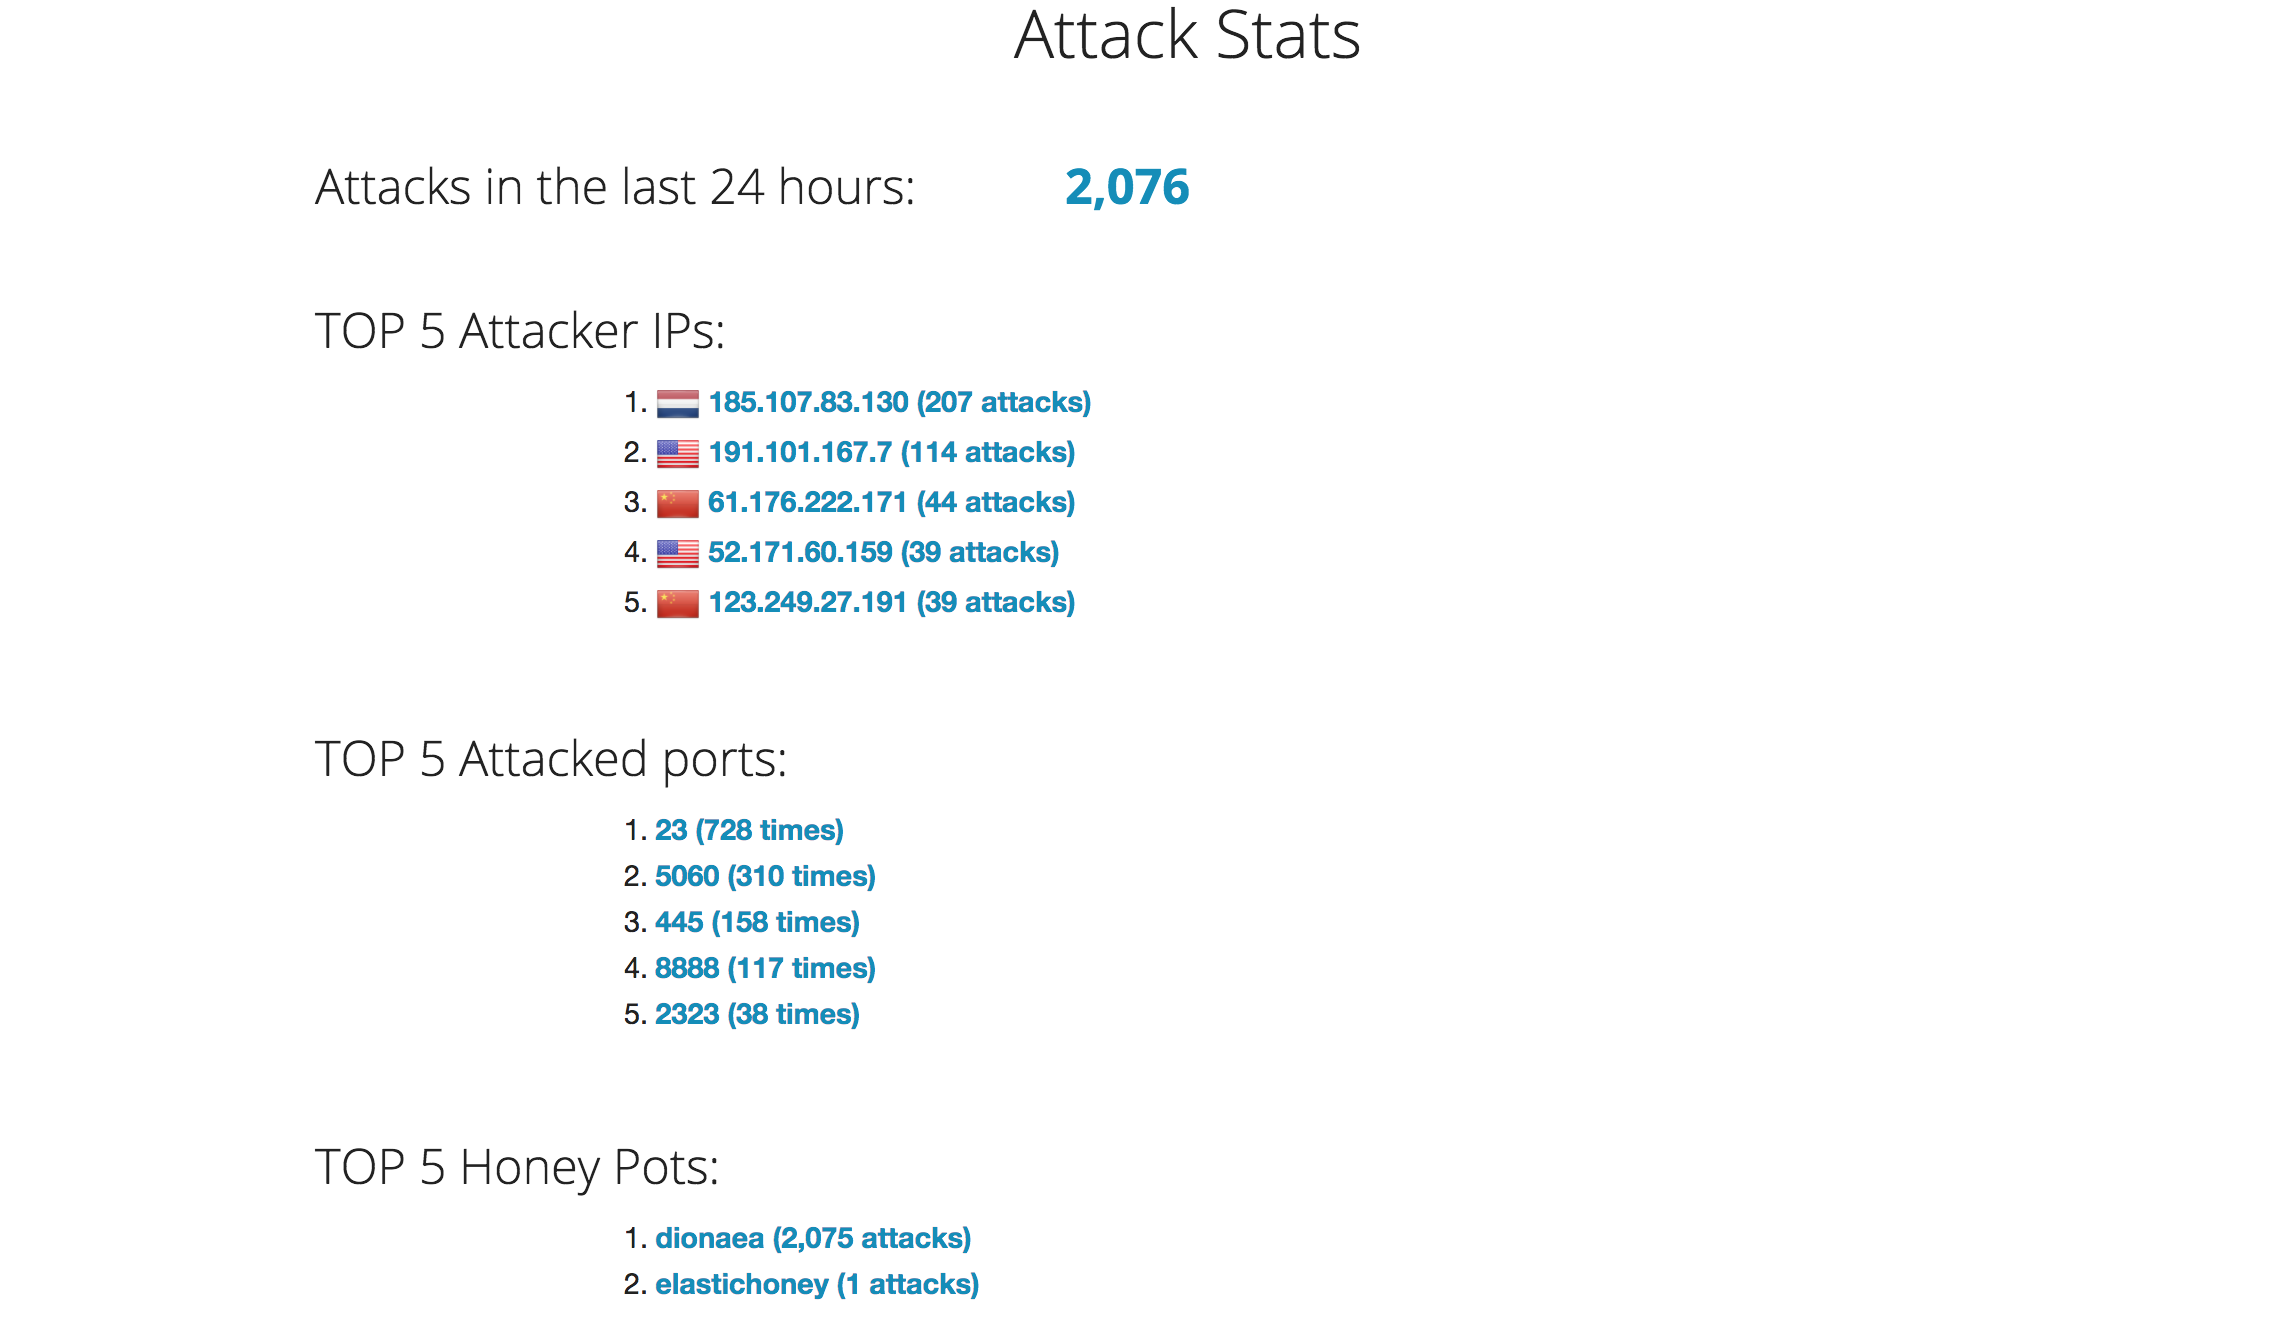 Attack Stats
Attacks in the last 24 hours: 2,076
TOP 5 Attacker IPs:
1. 185.107.83.130 (207 attacks)
2. 191.101.167.7 (114 attacks)
3. 61.176.222.171 (44 attacks)
4. 52.171.60.159 (39 attacks)
5. 123.249.27.191 (39 attacks)
TOP 5 Attacked ports:
1. 23 (728 times)
2. 5060 (310 times)
3. 445 (158 times)
4. 8888 (117 times)
5. 2323 (38 times)
TOP 5 Honey Pots:
1. dionaea (2,075 attacks)
2. elastichoney (1 attacks)